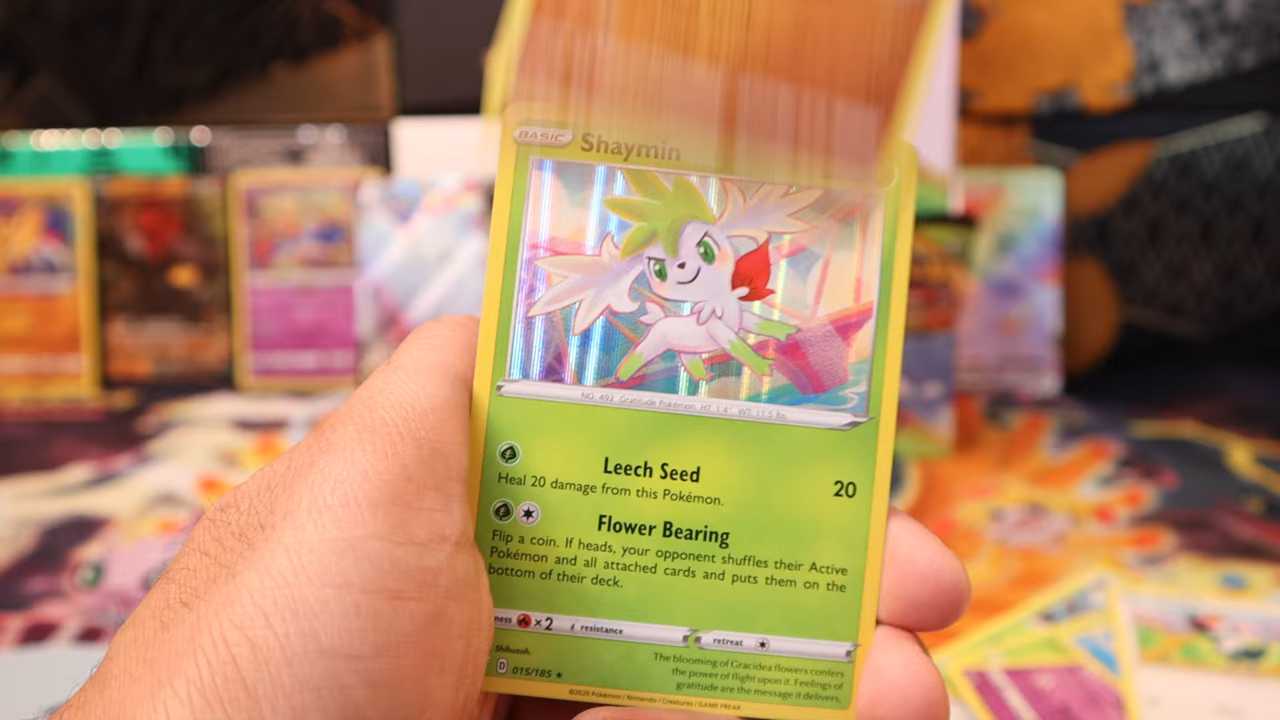 BASIC Shaymin
NO. 492 Gratitude Pokémon HT: 1'4" WT: 11.5 lbs.
Leech Seed 20
Heal 20 damage from this Pokémon.
Flower Bearing
Flip a coin. If heads, your opponent shuffles their Active
Pokémon and all attached cards and puts them on the
bottom of their deck.
ness ×2 resistance retreat
Shibuzoh.
D 015/185 ★
The blooming of Gracidea flowers confers
the power of flight upon it. Feelings of
gratitude are the message it delivers.
©2020 Pokémon / Nintendo / Creatures / GAME FREAK